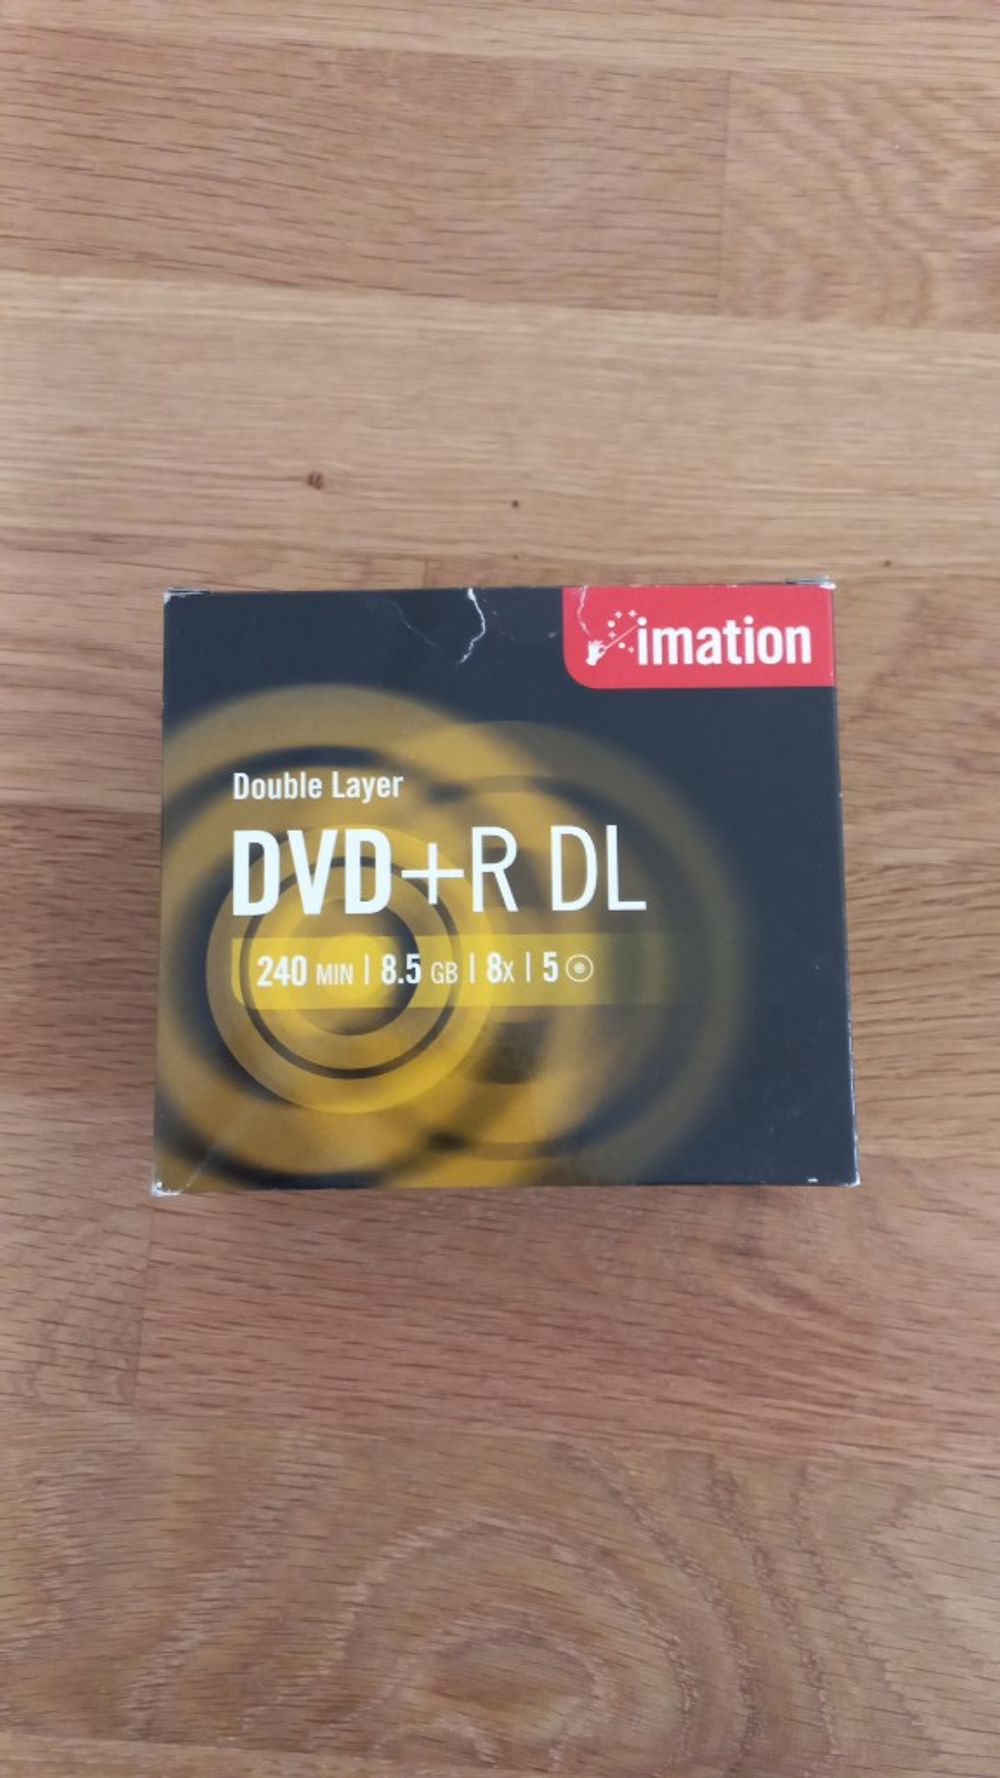 imation
Double Layer
DVD+R DL
240 MIN | 8.5 GB | 8x | 5